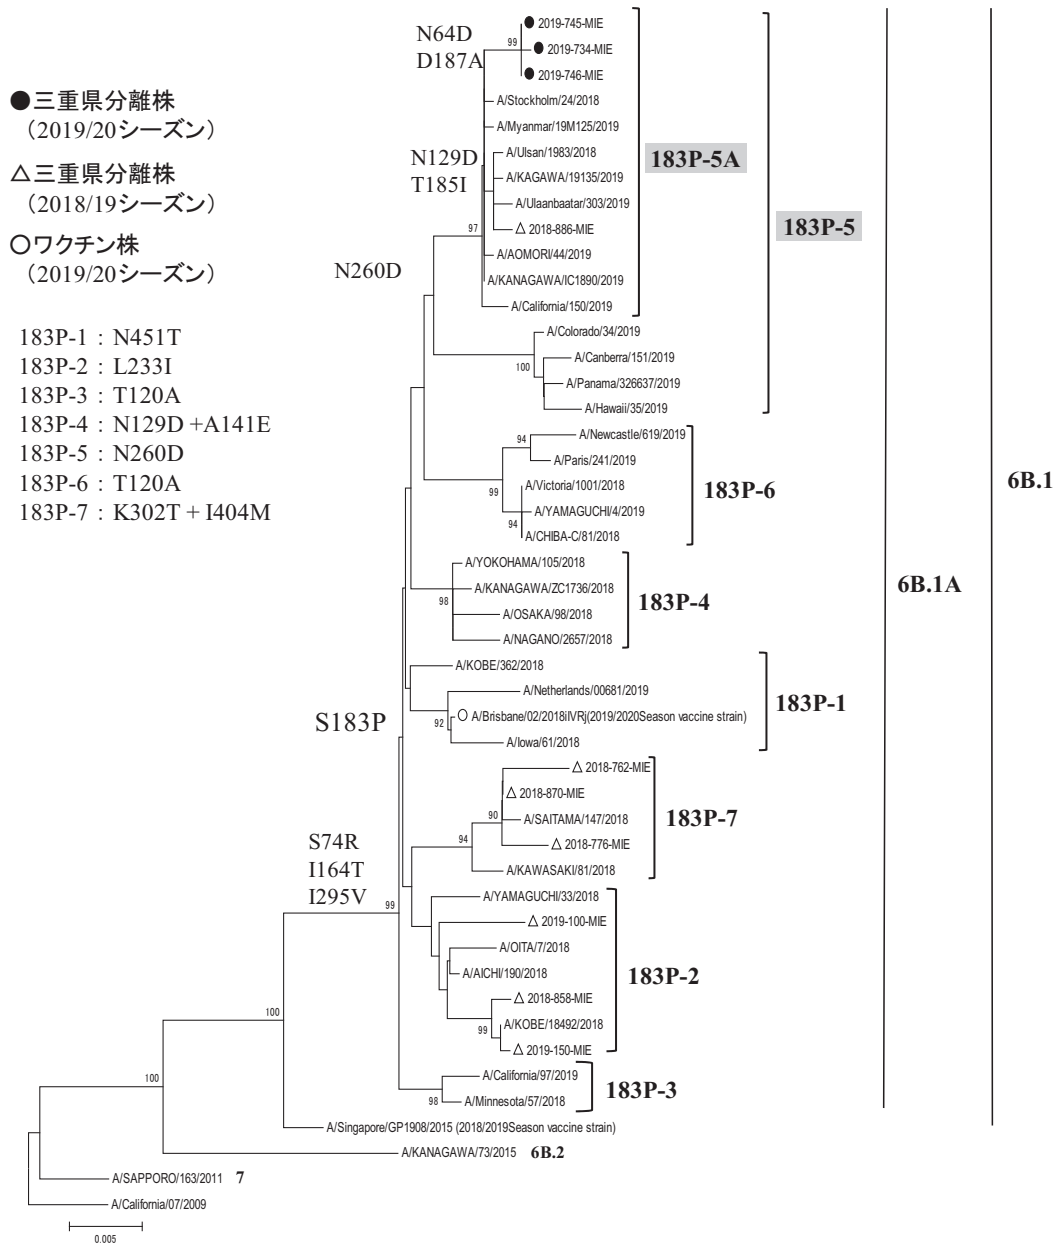 ●三重県分離株
（2019/20シーズン）
△三重県分離株
（2018/19シーズン）
○ワクチン株
（2019/20シーズン）
183P-1 : N451T
183P-2 : L233I
183P-3 : T120A
183P-4 : N129D +A141E
183P-5 : N260D
183P-6 : T120A
183P-7 : K302T + I404M
N64D
D187A
N129D
T185I
N260D
S183P
S74R
I164T
I295V
99
● 2019-745-MIE
● 2019-734-MIE
● 2019-746-MIE
A/Stockholm/24/2018
A/Myanmar/19M125/2019
A/Ulsan/1983/2018
A/KAGAWA/19135/2019
A/Ulaanbaatar/303/2019
△ 2018-886-MIE
97
A/AOMORI/44/2019
A/KANAGAWA/IC1890/2019
A/California/150/2019
183P-5A
A/Colorado/34/2019
A/Canberra/151/2019
100
A/Panama/326637/2019
A/Hawaii/35/2019
183P-5
94
A/Newcastle/619/2019
A/Paris/241/2019
99
A/Victoria/1001/2018
A/YAMAGUCHI/4/2019
94
A/CHIBA-C/81/2018
183P-6
A/YOKOHAMA/105/2018
A/KANAGAWA/ZC1736/2018
98
A/OSAKA/98/2018
A/NAGANO/2657/2018
183P-4
A/KOBE/362/2018
A/Netherlands/00681/2019
92
○ A/Brisbane/02/2018iIVRj(2019/2020Season vaccine strain)
A/Iowa/61/2018
183P-1
△ 2018-762-MIE
△ 2018-870-MIE
90
A/SAITAMA/147/2018
94
△ 2018-776-MIE
A/KAWASAKI/81/2018
183P-7
99
A/YAMAGUCHI/33/2018
△ 2019-100-MIE
A/OITA/7/2018
A/AICHI/190/2018
△ 2018-858-MIE
99
A/KOBE/18492/2018
△ 2019-150-MIE
183P-2
A/California/97/2019
98
A/Minnesota/57/2018
183P-3
6B.1A
100
A/Singapore/GP1908/2015 (2018/2019Season vaccine strain)
6B.1
100
A/KANAGAWA/73/2015 6B.2
A/SAPPORO/163/2011 7
A/California/07/2009
0.005